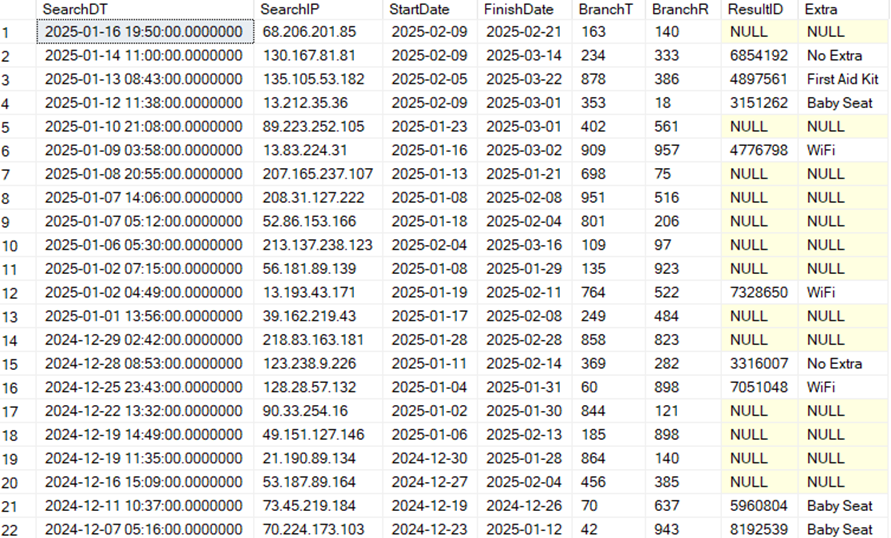 SearchDT SearchIP StartDate FinishDate BranchT BranchR ResultID Extra
1 2025-01-16 19:50:00.0000000 68.206.201.85 2025-02-09 2025-02-21 163 140 NULL NULL
2 2025-01-14 11:00:00.0000000 130.167.81.81 2025-02-09 2025-03-14 234 333 6854192 No Extra
3 2025-01-13 08:43:00.0000000 135.105.53.182 2025-02-05 2025-03-22 878 386 4897561 First Aid Kit
4 2025-01-12 11:38:00.0000000 13.212.35.36 2025-02-09 2025-03-01 353 18 3151262 Baby Seat
5 2025-01-10 21:08:00.0000000 89.223.252.105 2025-01-23 2025-03-01 402 561 NULL NULL
6 2025-01-09 03:58:00.0000000 13.83.224.31 2025-01-16 2025-03-02 909 957 4776798 WiFi
7 2025-01-08 20:55:00.0000000 207.165.237.107 2025-01-13 2025-01-21 698 75 NULL NULL
8 2025-01-07 14:06:00.0000000 208.31.127.222 2025-01-08 2025-02-08 951 516 NULL NULL
9 2025-01-07 05:12:00.0000000 52.86.153.166 2025-01-18 2025-02-04 801 206 NULL NULL
10 2025-01-06 05:30:00.0000000 213.137.238.123 2025-02-04 2025-03-16 109 97 NULL NULL
11 2025-01-02 07:15:00.0000000 56.181.89.139 2025-01-08 2025-01-29 135 923 NULL NULL
12 2025-01-02 04:49:00.0000000 13.193.43.171 2025-01-19 2025-02-11 764 522 7328650 WiFi
13 2025-01-01 13:56:00.0000000 39.162.219.43 2025-01-17 2025-02-08 249 484 NULL NULL
14 2024-12-29 02:42:00.0000000 218.83.163.181 2025-01-28 2025-02-28 858 823 NULL NULL
15 2024-12-28 08:53:00.0000000 123.238.9.226 2025-01-11 2025-02-14 369 282 3316007 No Extra
16 2024-12-25 23:43:00.0000000 128.28.57.132 2025-01-04 2025-01-31 60 898 7051048 WiFi
17 2024-12-22 13:32:00.0000000 90.33.254.16 2025-01-02 2025-01-30 844 121 NULL NULL
18 2024-12-19 14:49:00.0000000 49.151.127.146 2025-01-06 2025-02-13 185 898 NULL NULL
19 2024-12-19 11:35:00.0000000 21.190.89.134 2024-12-30 2025-01-28 864 140 NULL NULL
20 2024-12-16 15:09:00.0000000 53.187.89.164 2024-12-27 2025-02-04 456 385 NULL NULL
21 2024-12-11 10:37:00.0000000 73.45.219.184 2024-12-19 2024-12-26 70 637 5960804 Baby Seat
22 2024-12-07 05:16:00.0000000 70.224.173.103 2024-12-23 2025-01-12 42 943 8192539 Baby Seat